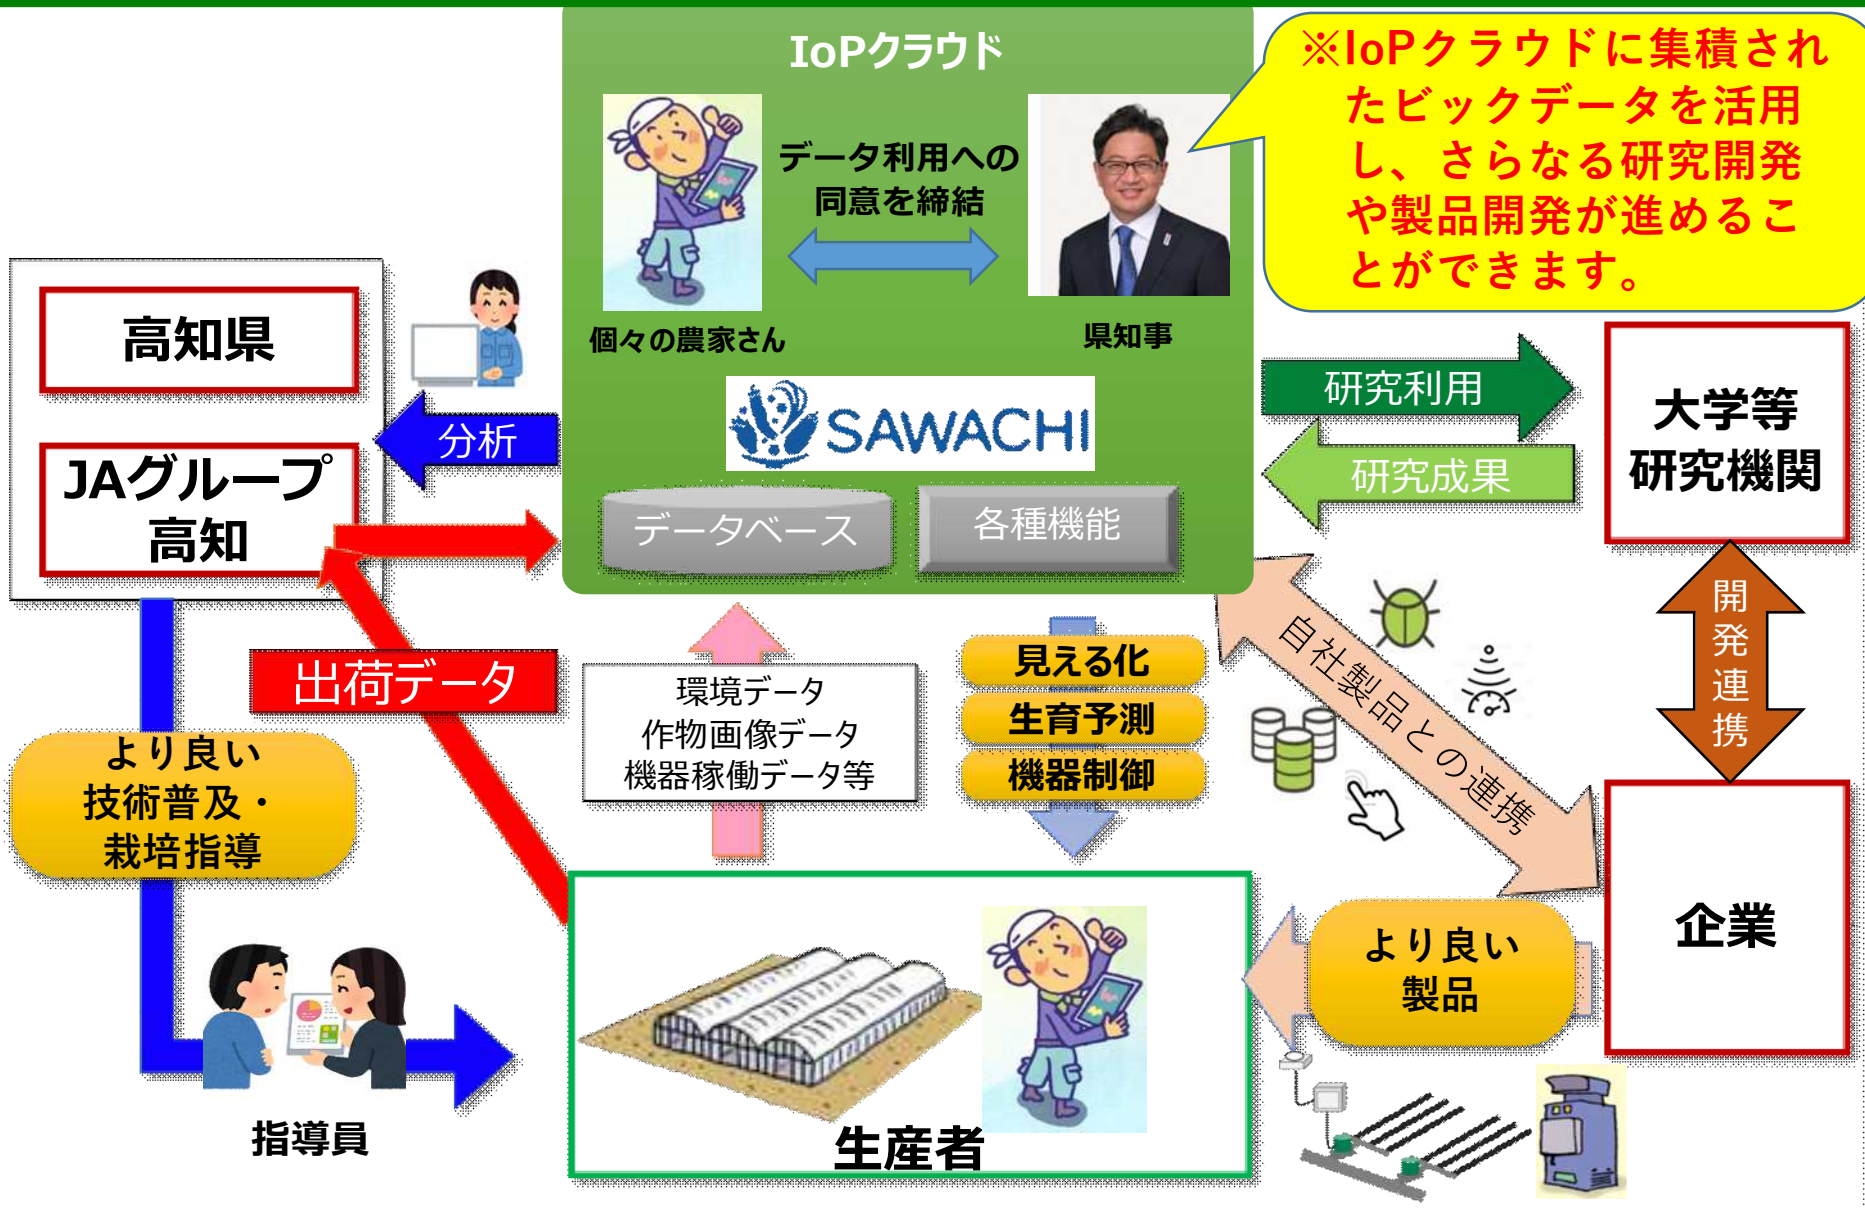 IoPクラウド
※IoPクラウドに集積され
たビックデータを活用
し、さらなる研究開発
や製品開発が進めるこ
とができます。
データ利用への
同意を締結
個々の農家さん
県知事
SAWACHI
データベース
各種機能
高知県
JAグループ
高知
分析
研究利用
研究成果
大学等
研究機関
開
発
連
携
自社製品との連携
出荷データ
環境データ
作物画像データ
機器稼働データ等
見える化
生育予測
機器制御
より良い
技術普及・
栽培指導
指導員
生産者
より良い
製品
企業